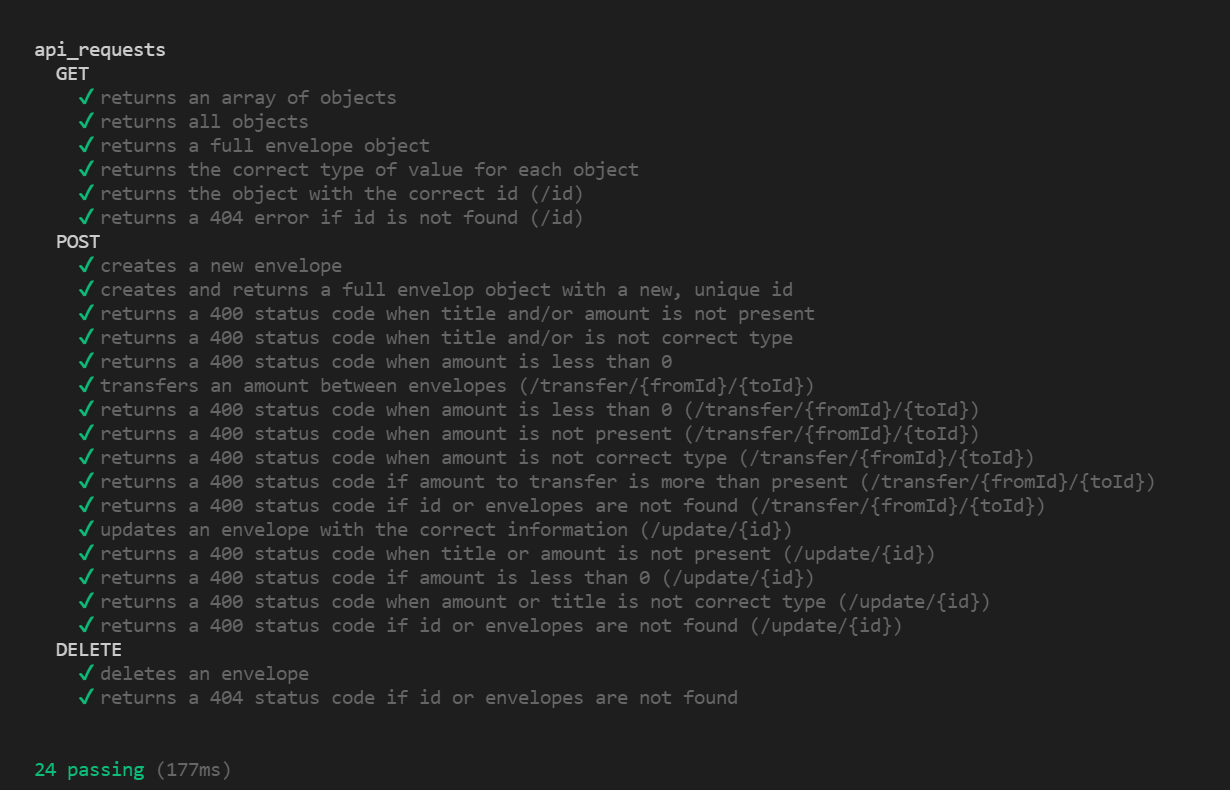 api_requests
GET
✓ returns an array of objects
✓ returns all objects
✓ returns a full envelope object
✓ returns the correct type of value for each object
✓ returns the object with the correct id (/id)
✓ returns a 404 error if id is not found (/id)
POST
✓ creates a new envelope
✓ creates and returns a full envelop object with a new, unique id
✓ returns a 400 status code when title and/or amount is not present
✓ returns a 400 status code when title and/or is not correct type
✓ returns a 400 status code when amount is less than 0
✓ transfers an amount between envelopes (/transfer/{fromId}/{toId})
✓ returns a 400 status code when amount is less than 0 (/transfer/{fromId}/{toId})
✓ returns a 400 status code when amount is not present (/transfer/{fromId}/{toId})
✓ returns a 400 status code when amount is not correct type (/transfer/{fromId}/{toId})
✓ returns a 400 status code if amount to transfer is more than present (/transfer/{fromId}/{toId})
✓ returns a 400 status code if id or envelopes are not found (/transfer/{fromId}/{toId})
✓ updates an envelope with the correct information (/update/{id})
✓ returns a 400 status code when title or amount is not present (/update/{id})
✓ returns a 400 status code if amount is less than 0 (/update/{id})
✓ returns a 400 status code when amount or title is not correct type (/update/{id})
✓ returns a 400 status code if id or envelopes are not found (/update/{id})
DELETE
✓ deletes an envelope
✓ returns a 404 status code if id or envelopes are not found
24 passing (177ms)